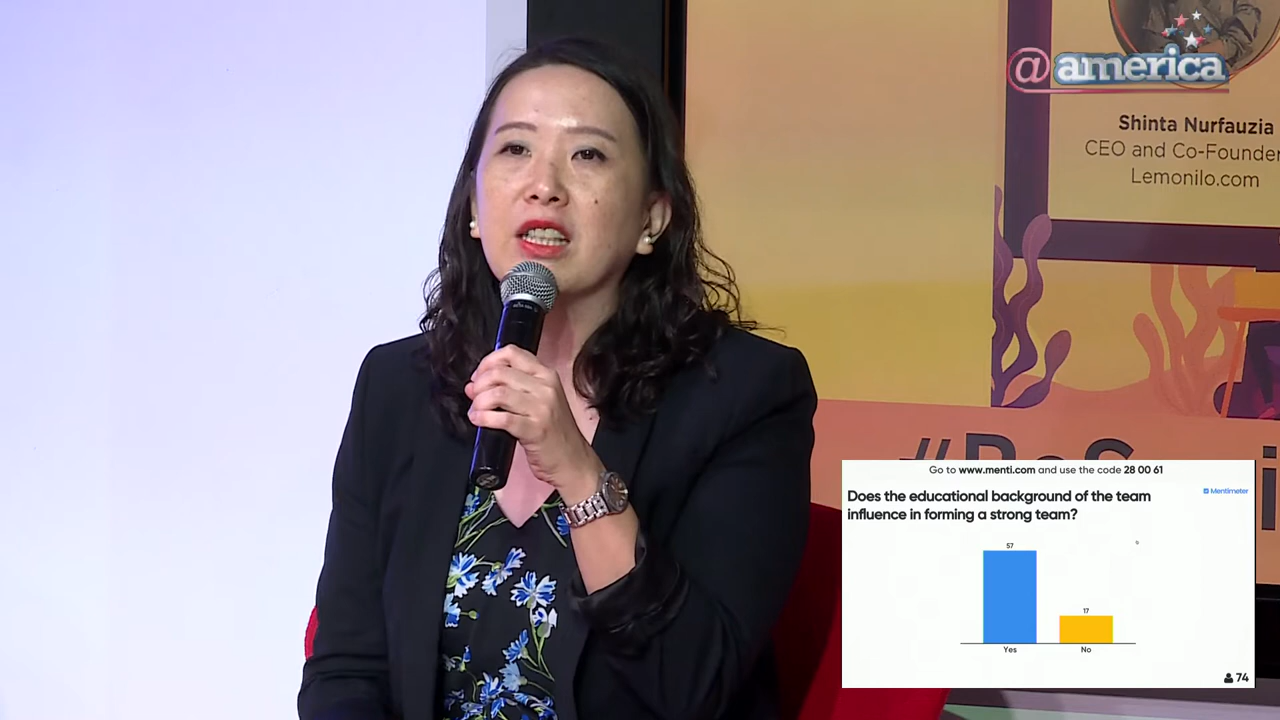 @america
Shinta Nurfauzia
CEO and Co-Founder
Lemonilo.com
Go to www.menti.com and use the code 28 00 61
Does the educational background of the team
influence in forming a strong team?
Mentimeter
57
17
Yes
No
74